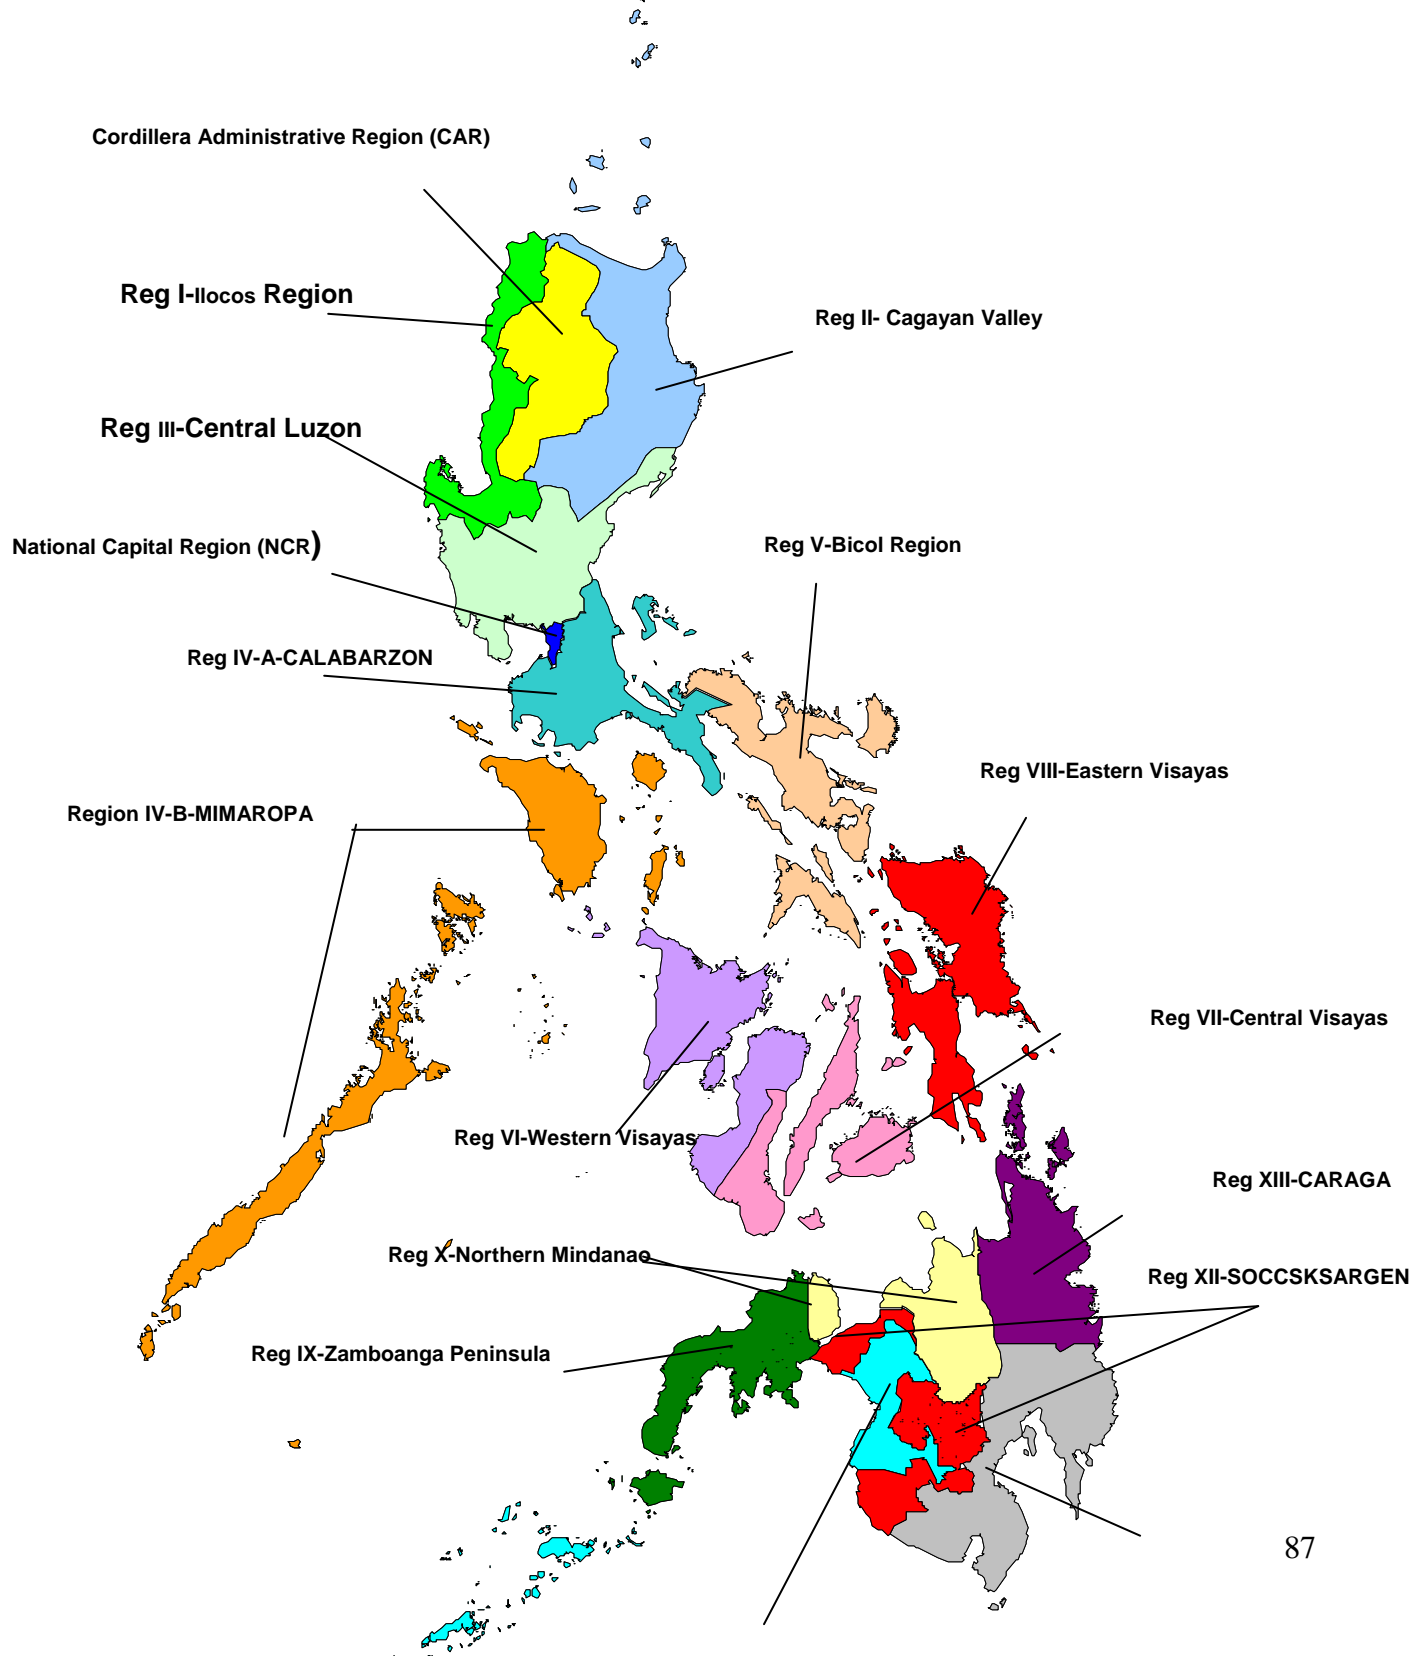 Cordillera Administrative Region (CAR)
Reg I-Ilocos Region
Reg II- Cagayan Valley
Reg III-Central Luzon
National Capital Region (NCR)
Reg V-Bicol Region
Reg IV-A-CALABARZON
Reg VIII-Eastern Visayas
Region IV-B-MIMAROPA
Reg VII-Central Visayas
Reg VI-Western Visayas
Reg XIII-CARAGA
Reg X-Northern Mindanao
Reg XII-SOCCSKSARGEN
Reg IX-Zamboanga Peninsula
87